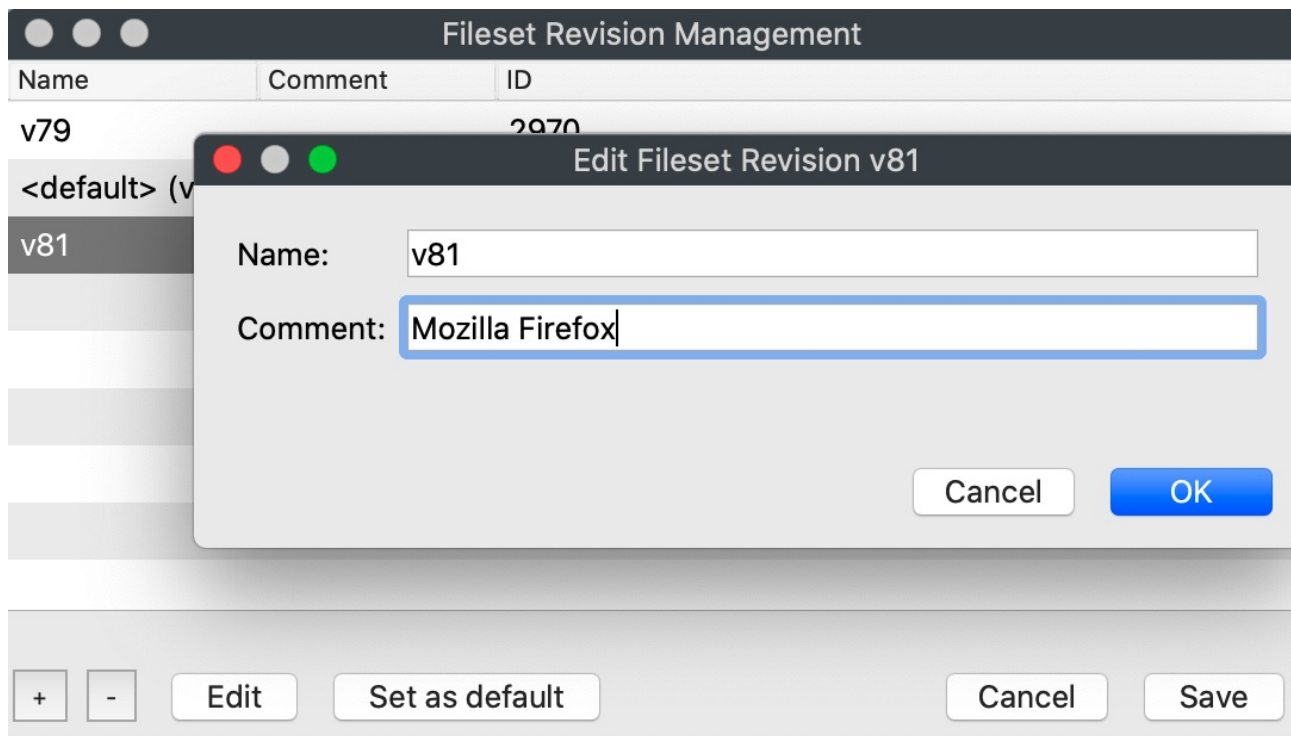 Fileset Revision Management
Name Comment ID
v79 2970
Edit Fileset Revision v81
<default> (v
v81
Name: v81
Comment: Mozilla Firefox
Cancel OK
+ - Edit Set as default Cancel Save